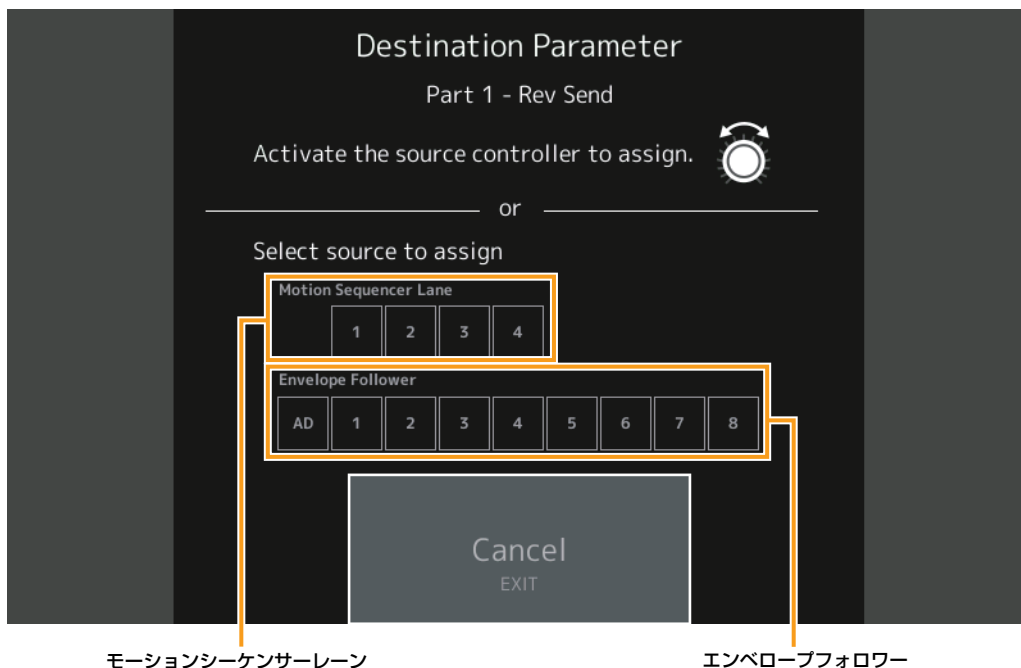 Destination Parameter
Part 1 - Rev Send
Activate the source controller to assign.
or
Select source to assign
Motion Sequencer Lane
1 2 3 4
Envelope Follower
AD 1 2 3 4 5 6 7 8
Cancel
EXIT
モーションシーケンサーレーン エンベロープフォロワー